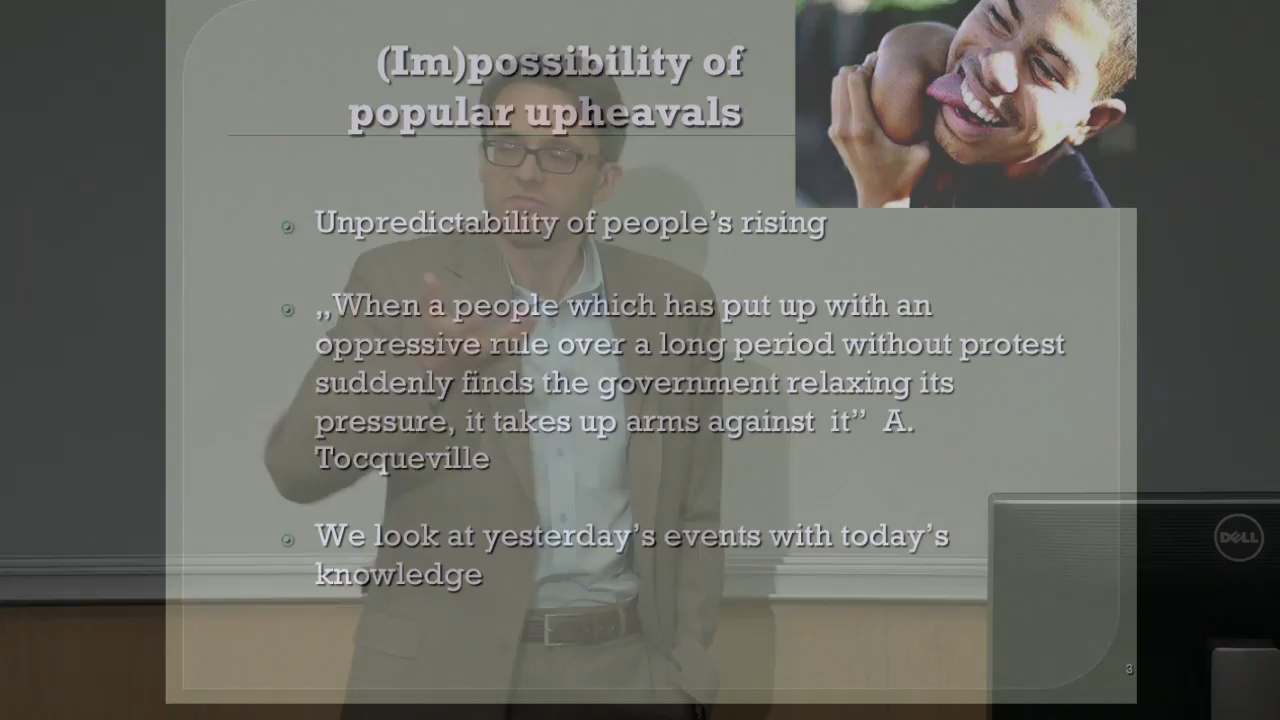 (Im)possibility of
popular upheavals
Unpredictability of people's rising
„When a people which has put up with an
oppressive rule over a long period without protest
suddenly finds the government relaxing its
pressure, it takes up arms against  it”  A.
Tocqueville
We look at yesterday's events with today's
knowledge
DELL
3